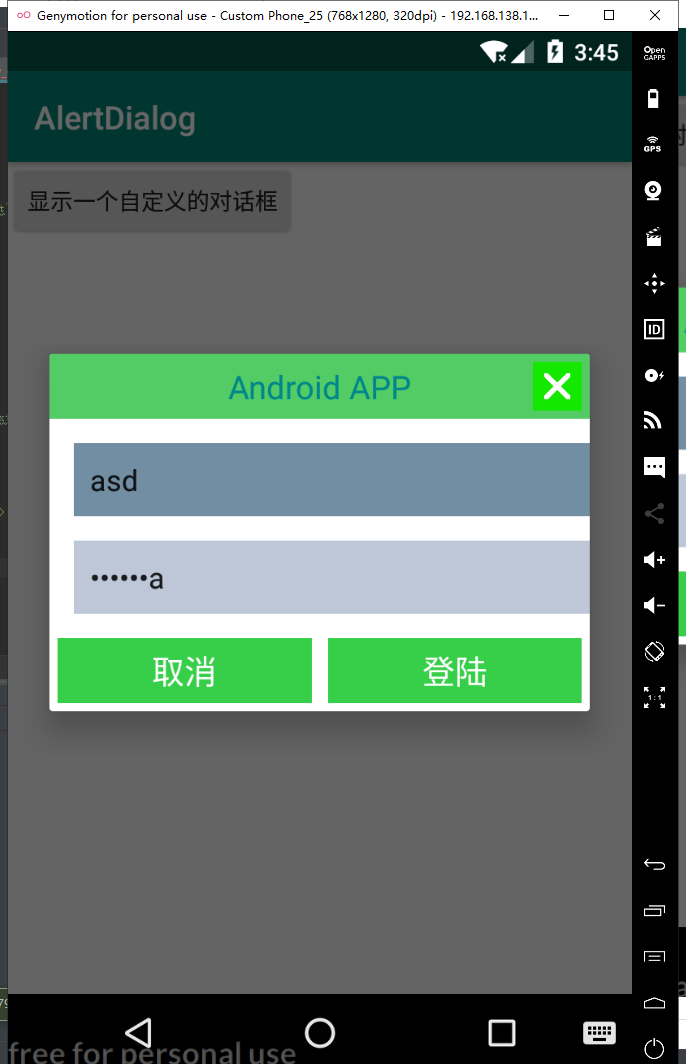 Genymotion for personal use - Custom Phone_25 (768x1280, 320dpi) - 192.168.138.1...
3:45
Open
GAPPS
AlertDialog
GPS
显示一个自定义的对话框
ID
Android APP
asd
••••••a
取消
登陆
1:1
free for personal use